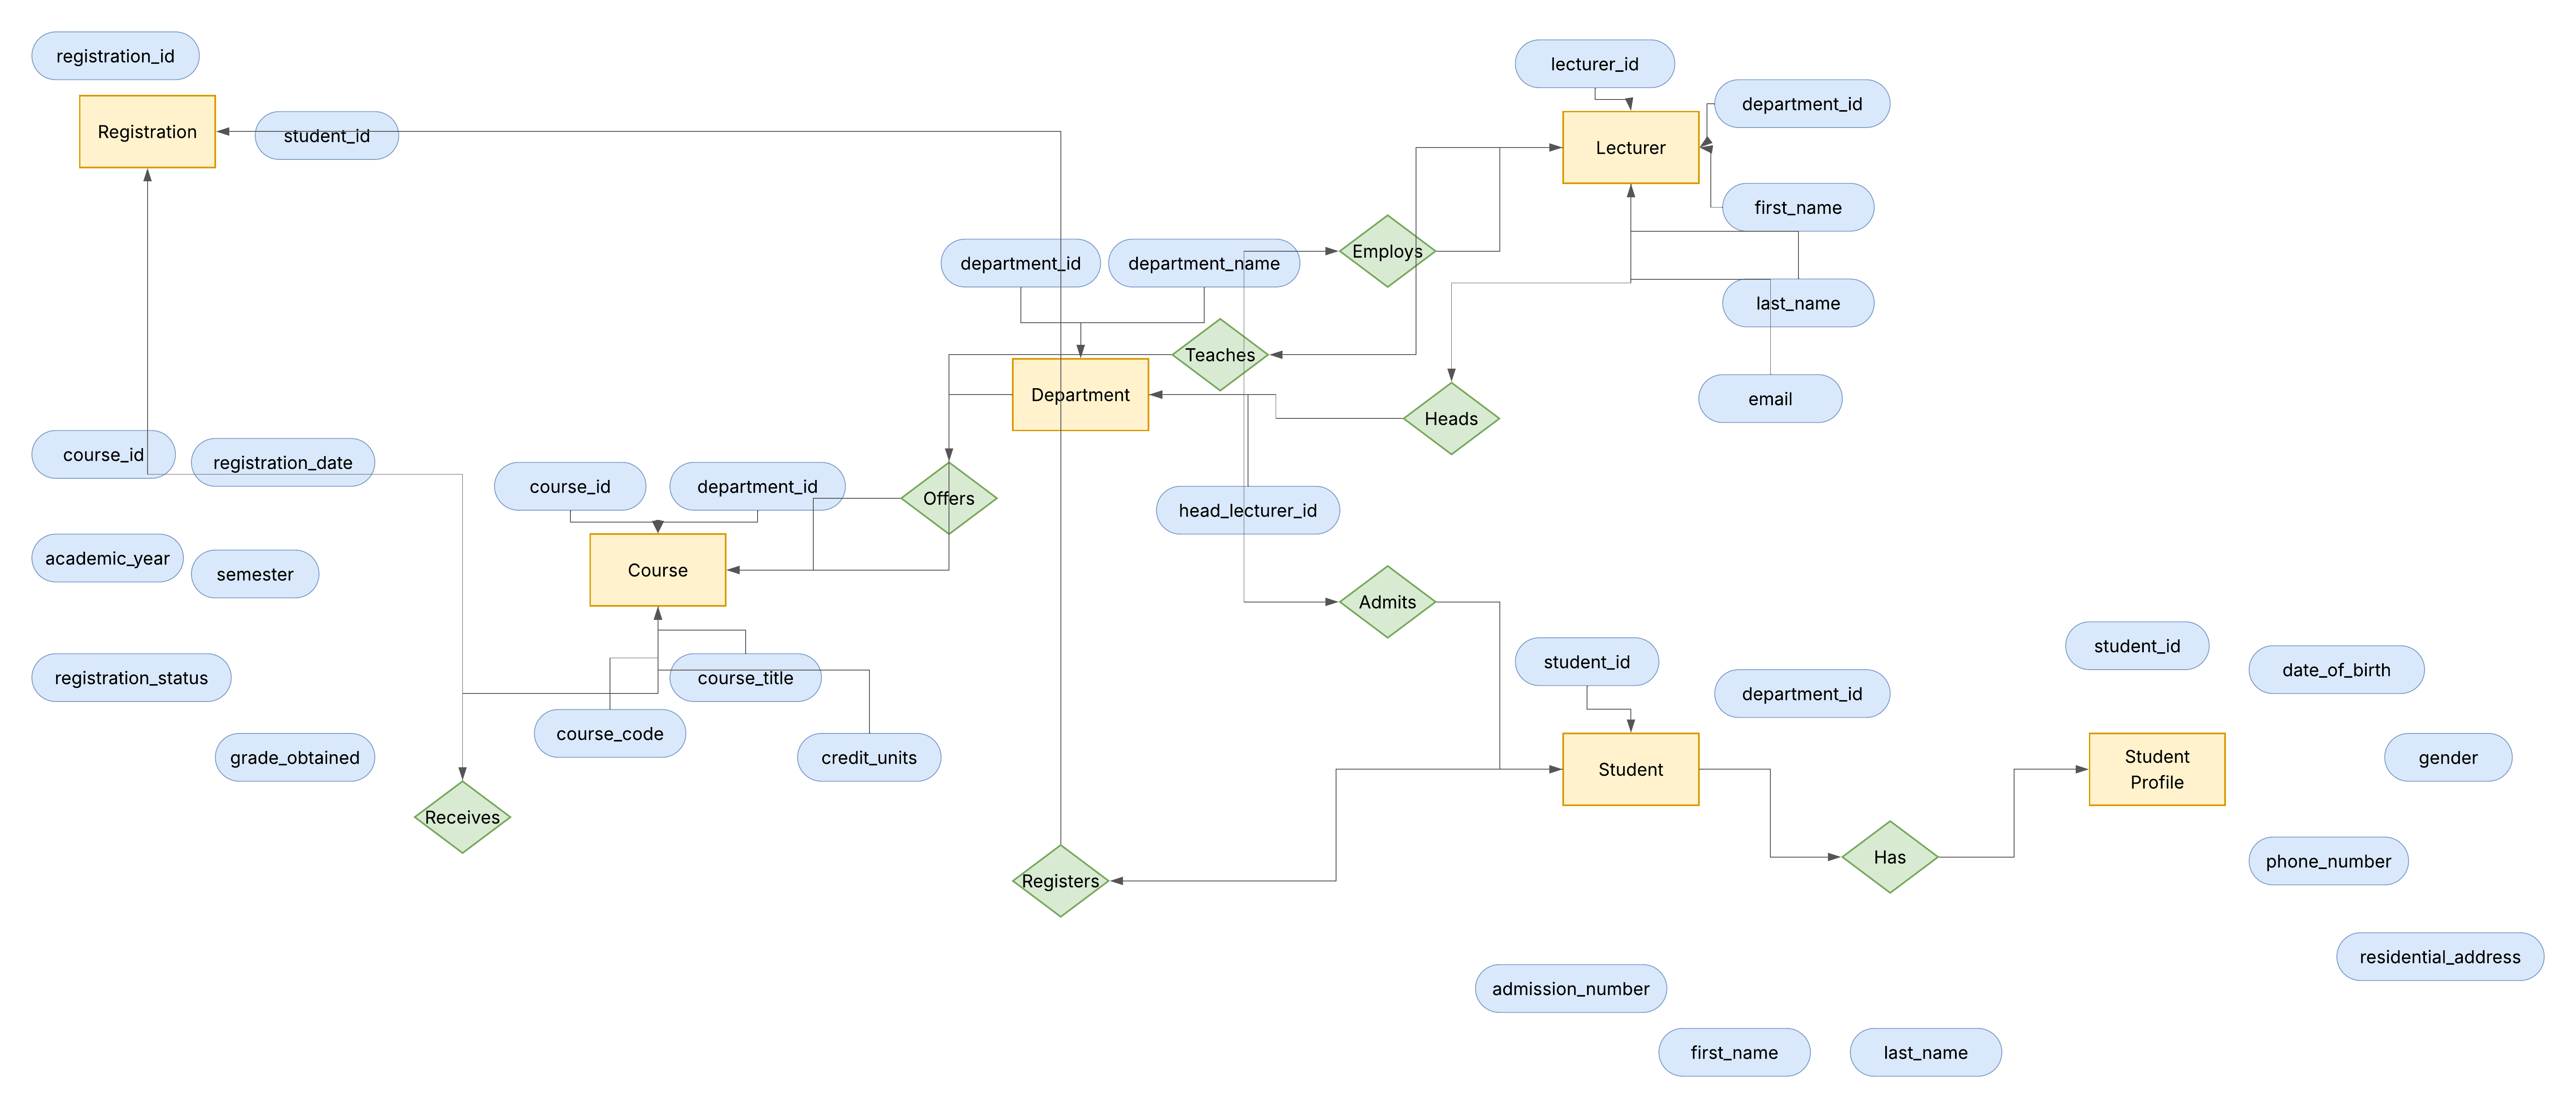 registration_id
lecturer_id
department_id
Registration
student_id
Lecturer
first_name
Employs
department_id
department_name
last_name
Teaches
Department
email
Heads
course_id
registration_date
course_id
department_id
Offers
head_lecturer_id
academic_year
semester
Course
Admits
student_id
date_of_birth
student_id
department_id
registration_status
course_title
course_code
grade_obtained
credit_units
gender
Student
Student
Profile
Receives
Has
phone_number
Registers
residential_address
admission_number
first_name
last_name